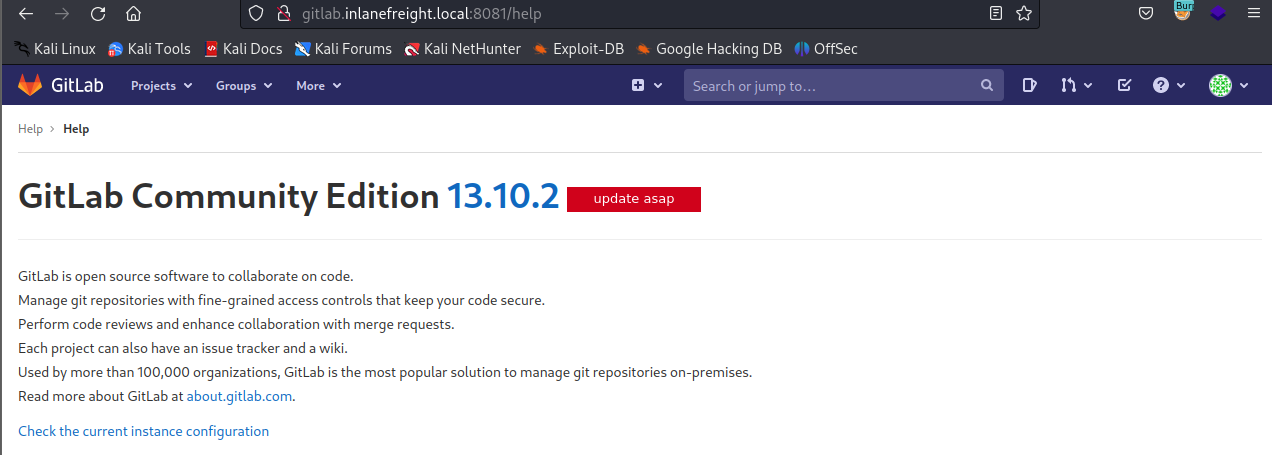 Burp
gitlab.inlanefreight.local:8081/help
Kali Linux Kali Tools Kali Docs Kali Forums Kali NetHunter Exploit-DB Google Hacking DB OffSec
GitLab Projects Groups More Search or jump to...
Help > Help
GitLab Community Edition 13.10.2 update asap
GitLab is open source software to collaborate on code.
Manage git repositories with fine-grained access controls that keep your code secure.
Perform code reviews and enhance collaboration with merge requests.
Each project can also have an issue tracker and a wiki.
Used by more than 100,000 organizations, GitLab is the most popular solution to manage git repositories on-premises.
Read more about GitLab at about.gitlab.com.
Check the current instance configuration